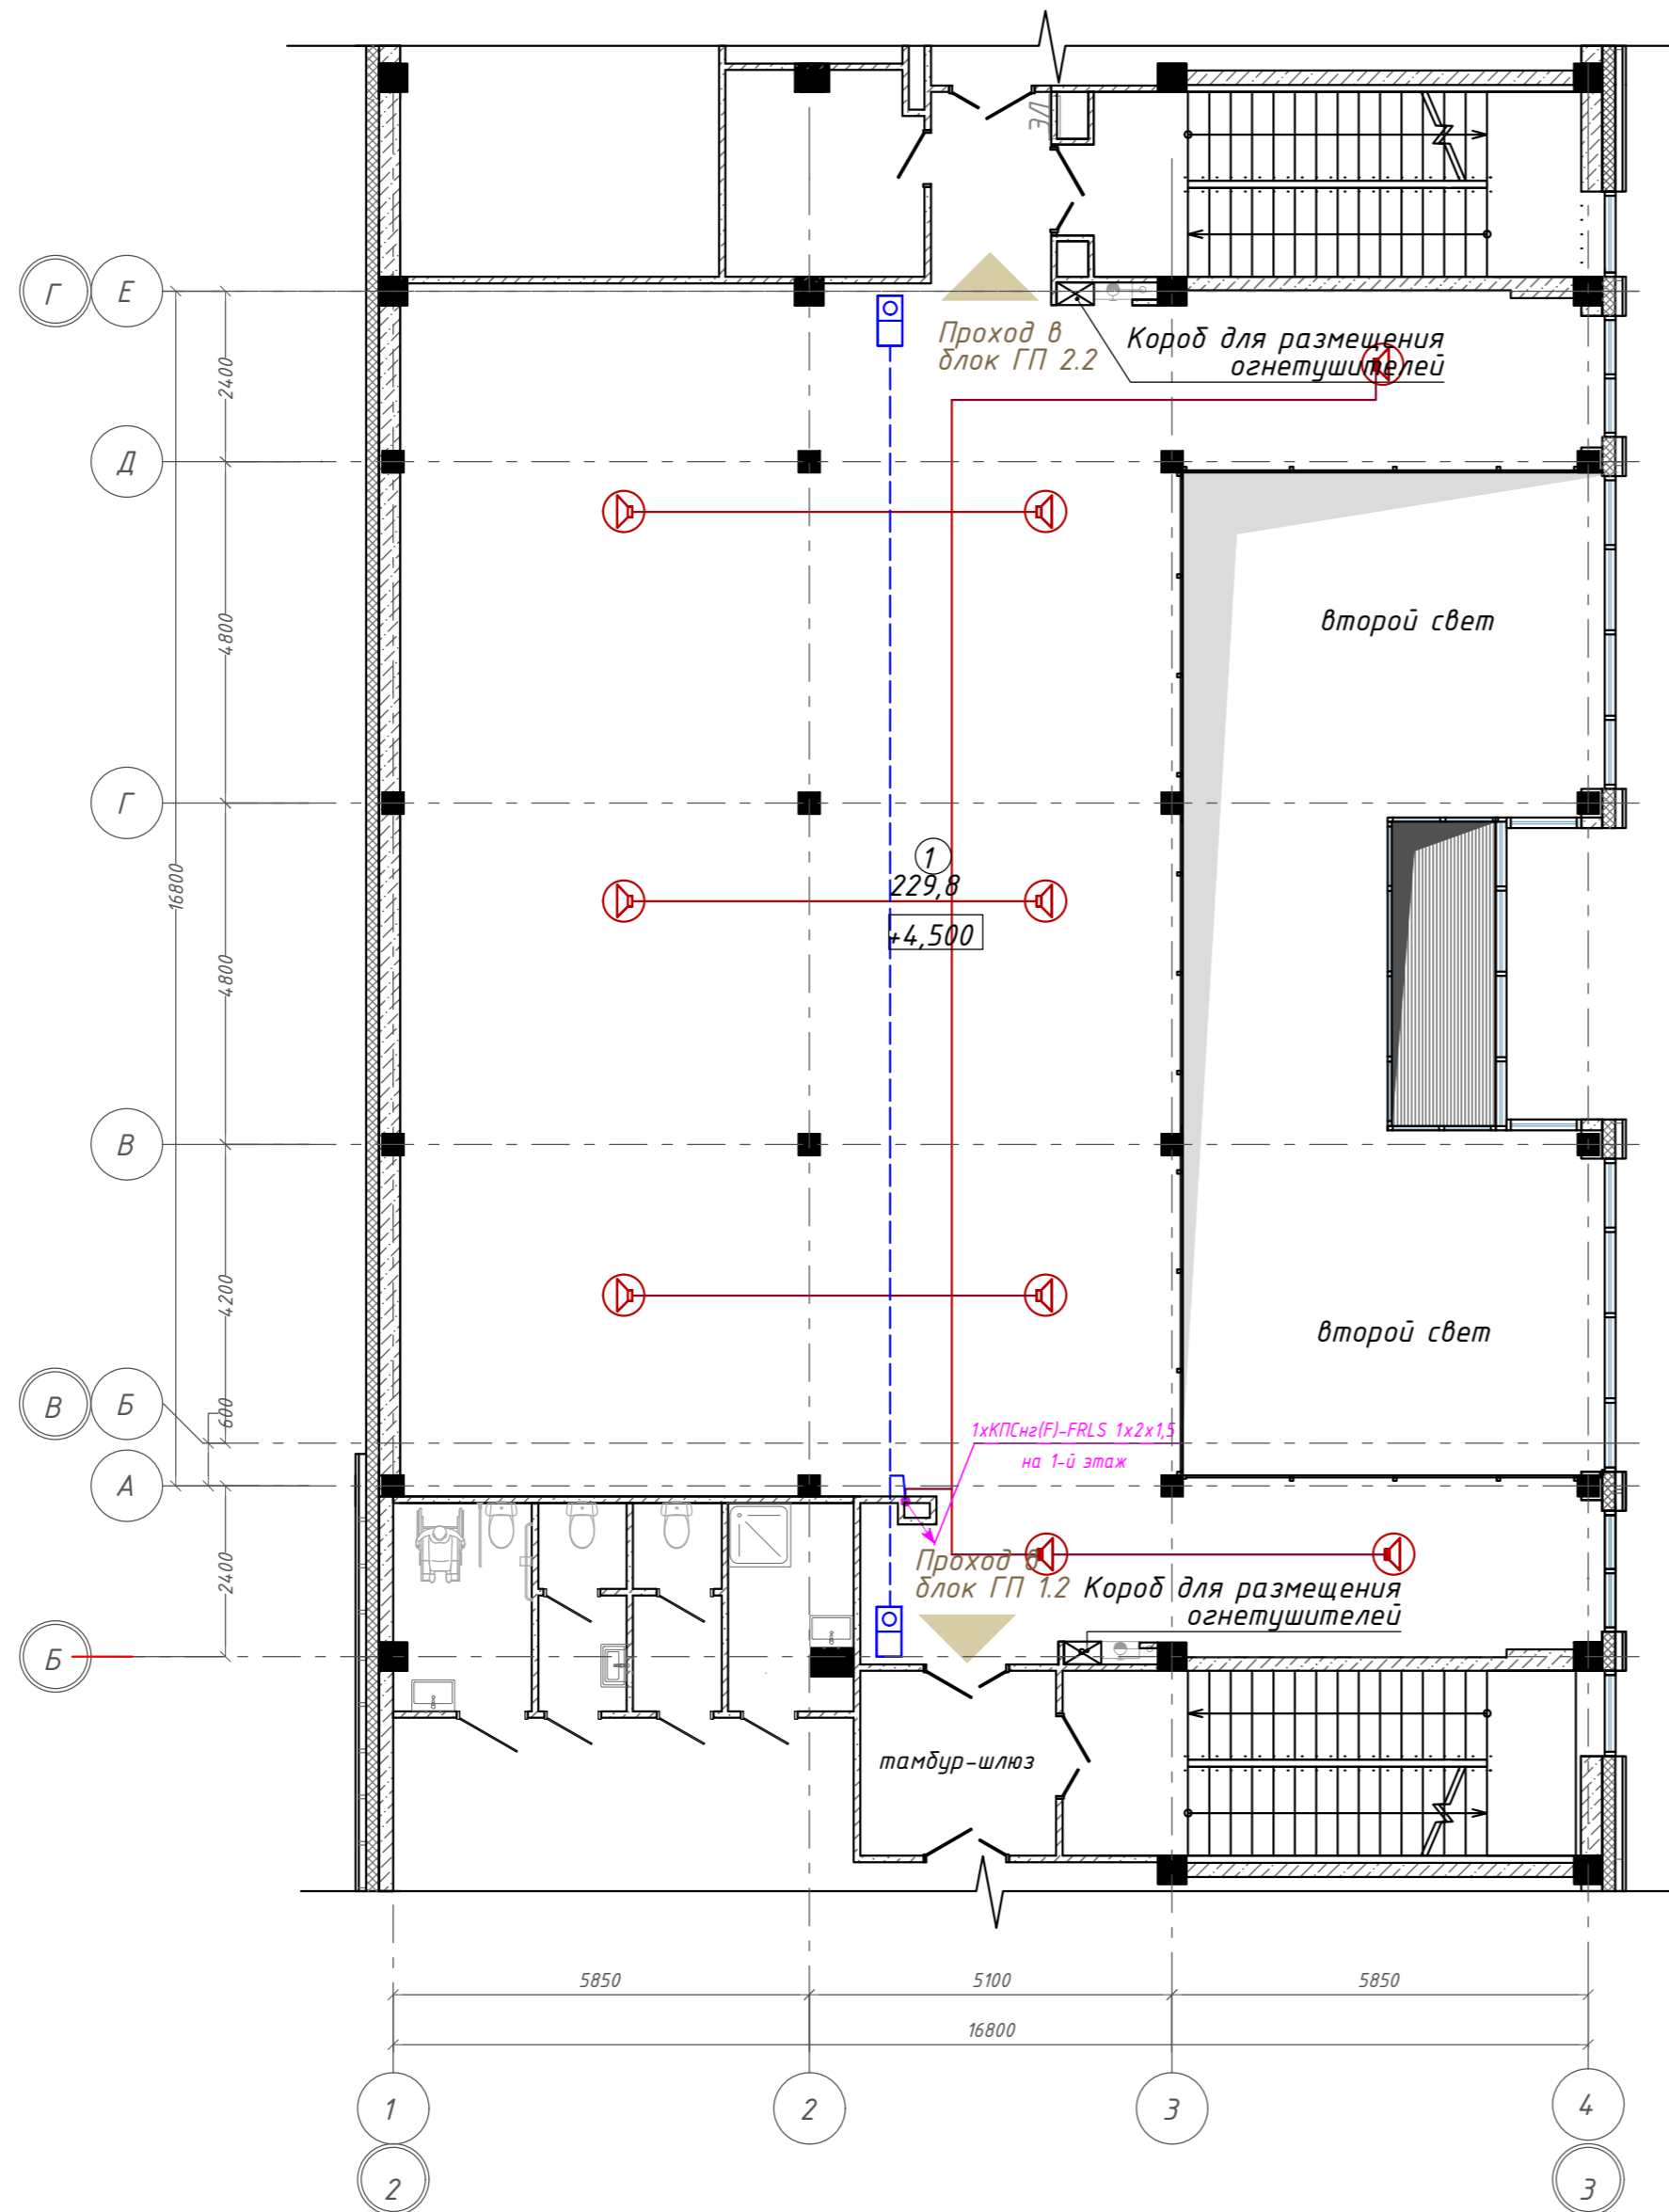 ЭЛ
Г
Е
Проход в
блок ГП 2.2
Короб для размещения
огнетушителей
2400
Д
второй свет
4800
Г
1
229,8
+4,500
16800
4800
В
4200
второй свет
В
Б
600
1хКПСнг(F)-FRLS 1х2х1,5
на 1-й этаж
А
2400
Проход в
блок ГП 1.2
Короб для размещения
огнетушителей
Б
тамбур-шлюз
5850
5100
5850
16800
1
2
3
4
2
3